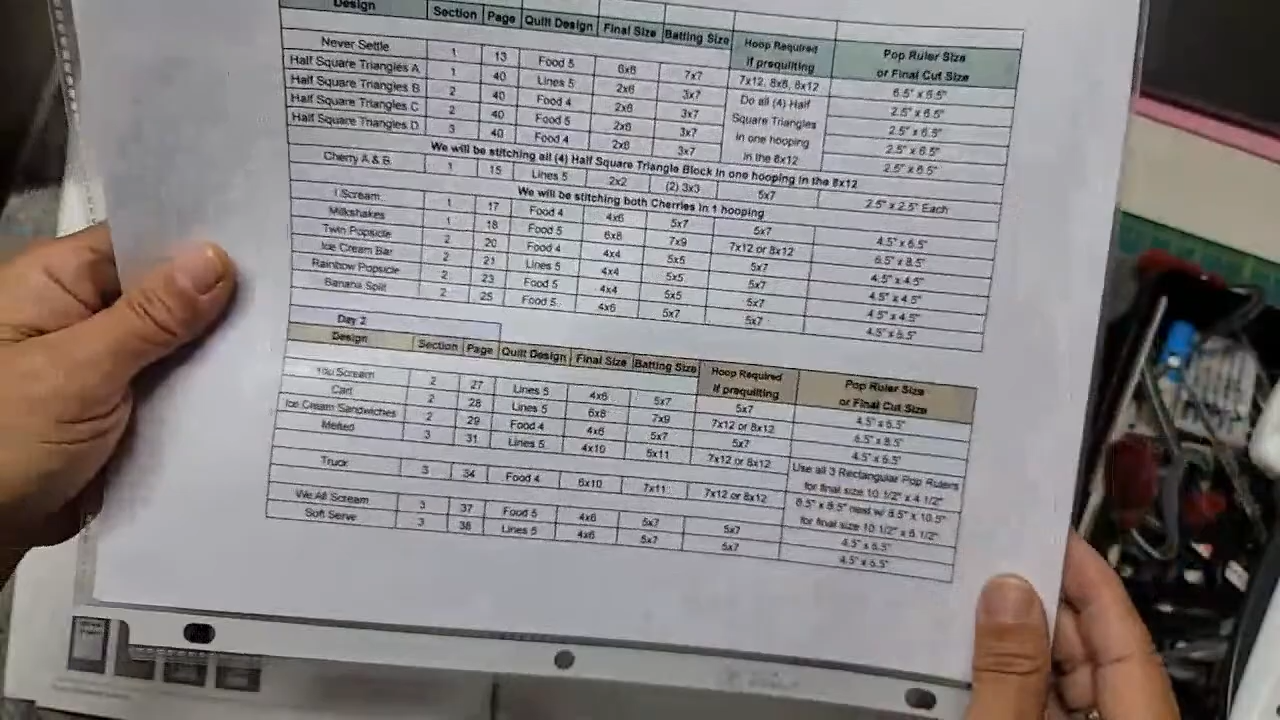 Design Section Page Quilt Design Final Size Batting Size Hoop Required if prequilting Pop Ruler Size or Final Cut Size
Never Settle 1 13 Food 5 6x6 7x7 7x12, 8x8, 8x12 6.5" x 6.5"
Half Square Triangles A 1 40 Lines 5 2x6 3x7 Do all (4) Half 2.5" x 6.5"
Half Square Triangles B 2 40 Food 4 2x6 3x7 Square Triangles 2.5" x 6.5"
Half Square Triangles C 2 40 Food 5 2x6 3x7 in one hooping 2.5" x 6.5"
Half Square Triangles D 3 40 Food 4 2x6 3x7 in the 8x12 2.5" x 6.5"
We will be stitching all (4) Half Square Triangle Block in one hooping in the 8x12
Cherry A & B 1 15 Lines 5 2x2 (2) 3x3 5x7 2.5" x 2.5" Each
We will be stitching both Cherries in 1 hooping
I Scream 1 17 Food 4 4x6 5x7 5x7 4.5" x 6.5"
Milkshakes 1 18 Food 5 6x8 7x9 7x12 or 8x12 6.5" x 8.5"
Twin Popsicle 2 20 Food 4 4x4 5x5 5x7 4.5" x 4.5"
Ice Cream Bar 2 21 Lines 5 4x4 5x5 5x7 4.5" x 4.5"
Rainbow Popsicle 2 23 Food 5 4x4 5x5 5x7 4.5" x 4.5"
Banana Split 2 25 Food 5 4x6 5x7 5x7 4.5" x 6.5"
Day 2
Design Section Page Quilt Design Final Size Batting Size Hoop Required if prequilting Pop Ruler Size or Final Cut Size
You Scream 2 27 Lines 5 4x6 5x7 5x7 4.5" x 6.5"
Cart 2 28 Lines 5 6x8 7x9 7x12 or 8x12 6.5" x 8.5"
Ice Cream Sandwiches 2 29 Food 4 4x6 5x7 5x7 4.5" x 6.5"
Melted 3 31 Lines 5 4x10 5x11 7x12 or 8x12 Use all 3 Rectangular Pop Rulers
for final size 10 1/2" x 4 1/2"
Truck 3 34 Food 4 6x10 7x11 7x12 or 8x12 6.5" x 10.5"
for final size 10 1/2" x 6 1/2"
We All Scream 3 37 Food 5 4x6 5x7 5x7 4.5" x 6.5"
Soft Serve 3 38 Lines 5 4x6 5x7 5x7 4.5" x 6.5"